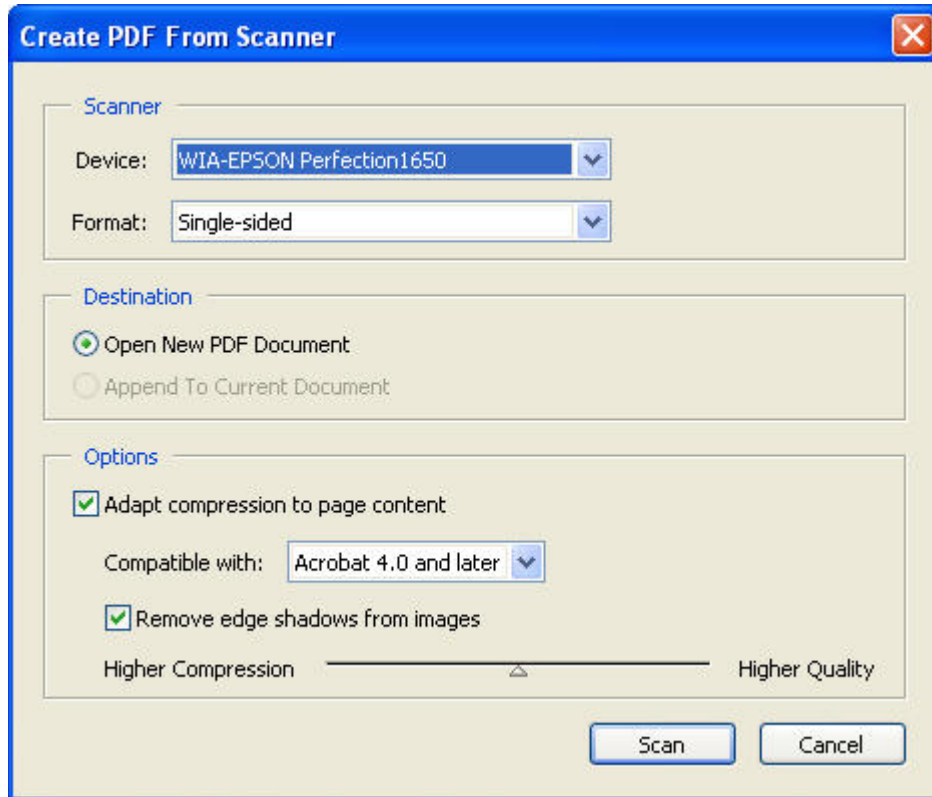 Create PDF From Scanner
Scanner
Device: WIA-EPSON Perfection1650
Format: Single-sided
Destination
Open New PDF Document
Append To Current Document
Options
Adapt compression to page content
Compatible with: Acrobat 4.0 and later
Remove edge shadows from images
Higher Compression Higher Quality
Scan Cancel